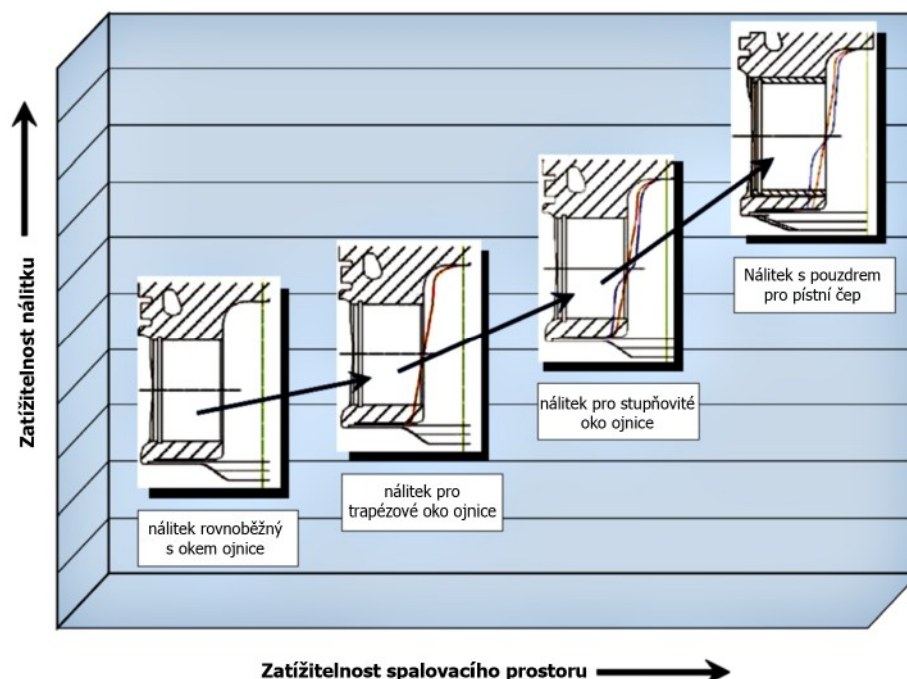 Zatížitelnost nálitku
Nálitek s pouzdrem
pro pístní čep
nálitek pro stupňovité
oko ojnice
nálitek pro
trapézové oko ojnice
nálitek rovnoběžný
s okem ojnice
Zatížitelnost spalovacího prostoru